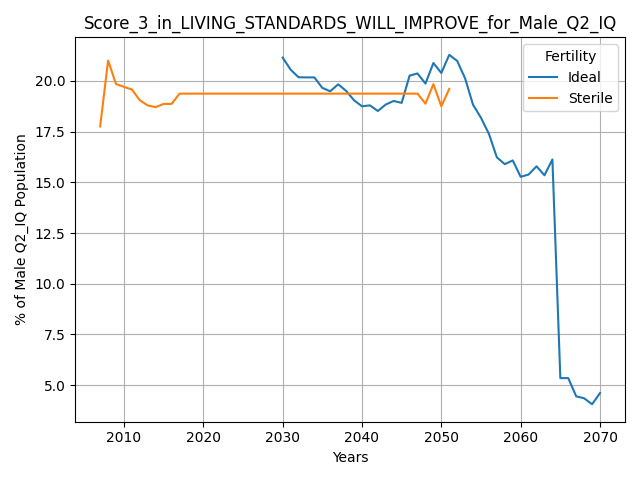 Score_3_in_LIVING_STANDARDS_WILL_IMPROVE_for_Male_Q2_IQ
Fertility
Ideal
Sterile
% of Male Q2_IQ Population
20.0
17.5
15.0
12.5
10.0
7.5
5.0
2010 2020 2030 2040 2050 2060 2070
Years